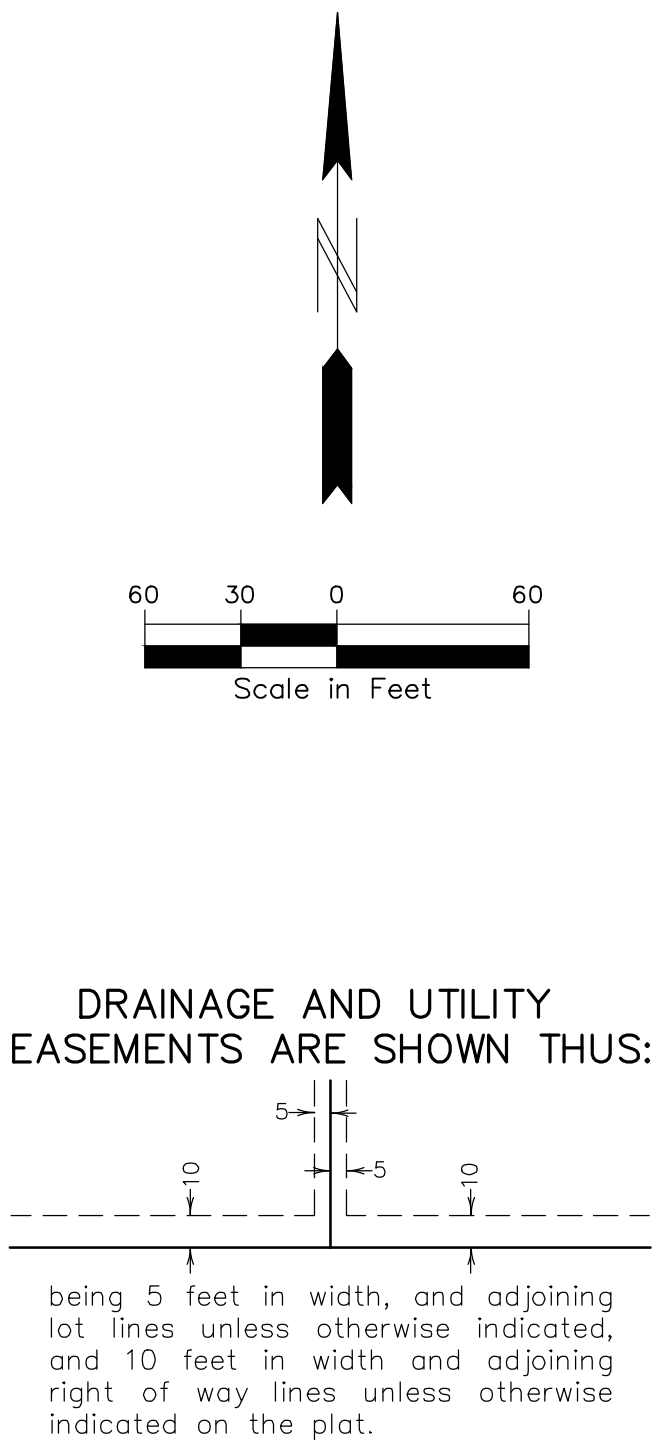 N
60 30 0 60
Scale in Feet
DRAINAGE AND UTILITY
EASEMENTS ARE SHOWN THUS:
5
5
10
10
being 5 feet in width, and adjoining
lot lines unless otherwise indicated,
and 10 feet in width and adjoining
right of way lines unless otherwise
indicated on the plat.